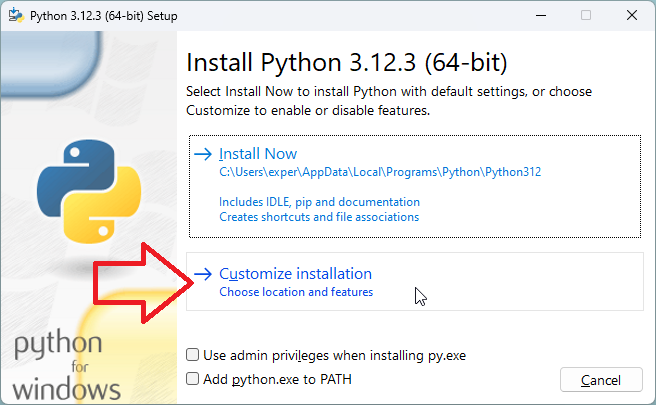 Python 3.12.3 (64-bit) Setup
Install Python 3.12.3 (64-bit)
Select Install Now to install Python with default settings, or choose
Customize to enable or disable features.
Install Now
C:\Users\exper\AppData\Local\Programs\Python\Python312
Includes IDLE, pip and documentation
Creates shortcuts and file associations
Customize installation
Choose location and features
python
for
windows
Use admin privileges when installing py.exe
Add python.exe to PATH
Cancel